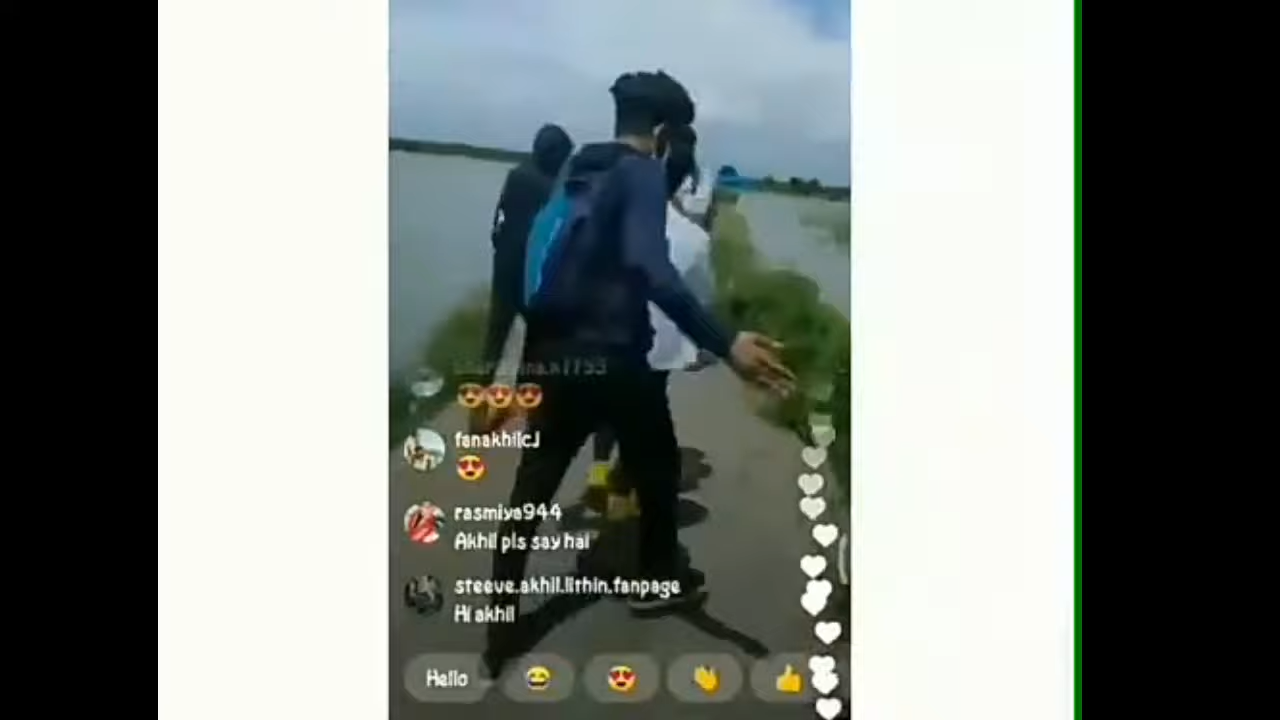 😍😍😍
fanakhilcJ
😍
rasmiya944
Akhil pls say hai
steeve.akhil.lithin.fanpage
Hi akhil
Hello 😂 😍 👏 👍